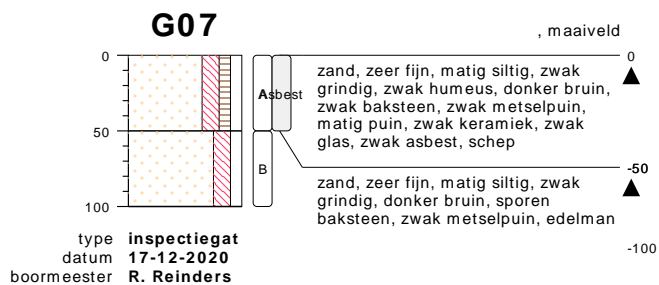 G07
, maaiveld
0
0
zand, zeer fijn, matig siltig, zwak
grindig, zwak humeus, donker bruin,
zwak baksteen, zwak metselpuin,
matig puin, zwak keramiek, zwak
glas, zwak asbest, schep
A
Asbest
50
-50
B
zand, zeer fijn, matig siltig, zwak
grindig, donker bruin, sporen
baksteen, zwak metselpuin, edelman
100
-100
type inspectiegat
datum 17-12-2020
boormeester R. Reinders